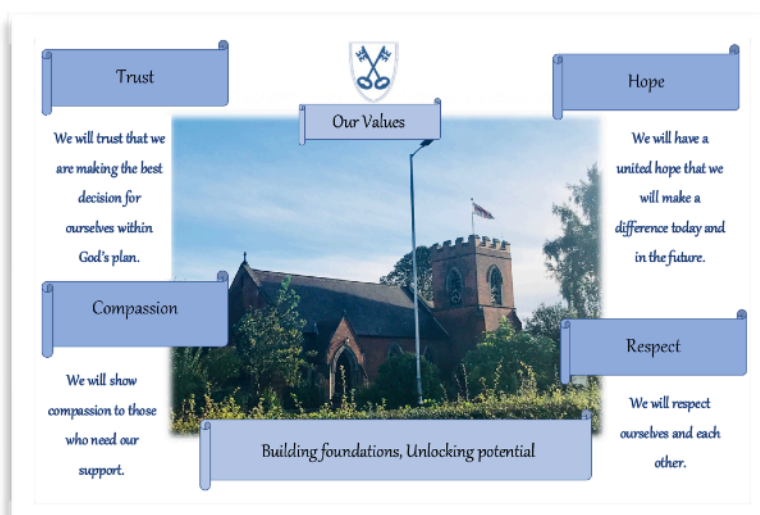 Our Values
Trust
We will trust that we
are making the best
decision for
ourselves within
God's plan.
Compassion
We will show
compassion to those
who need our
support.
Hope
We will have a
united hope that we
will make a
difference today and
in the future.
Respect
We will respect
ourselves and each
other.
Building foundations, Unlocking potential